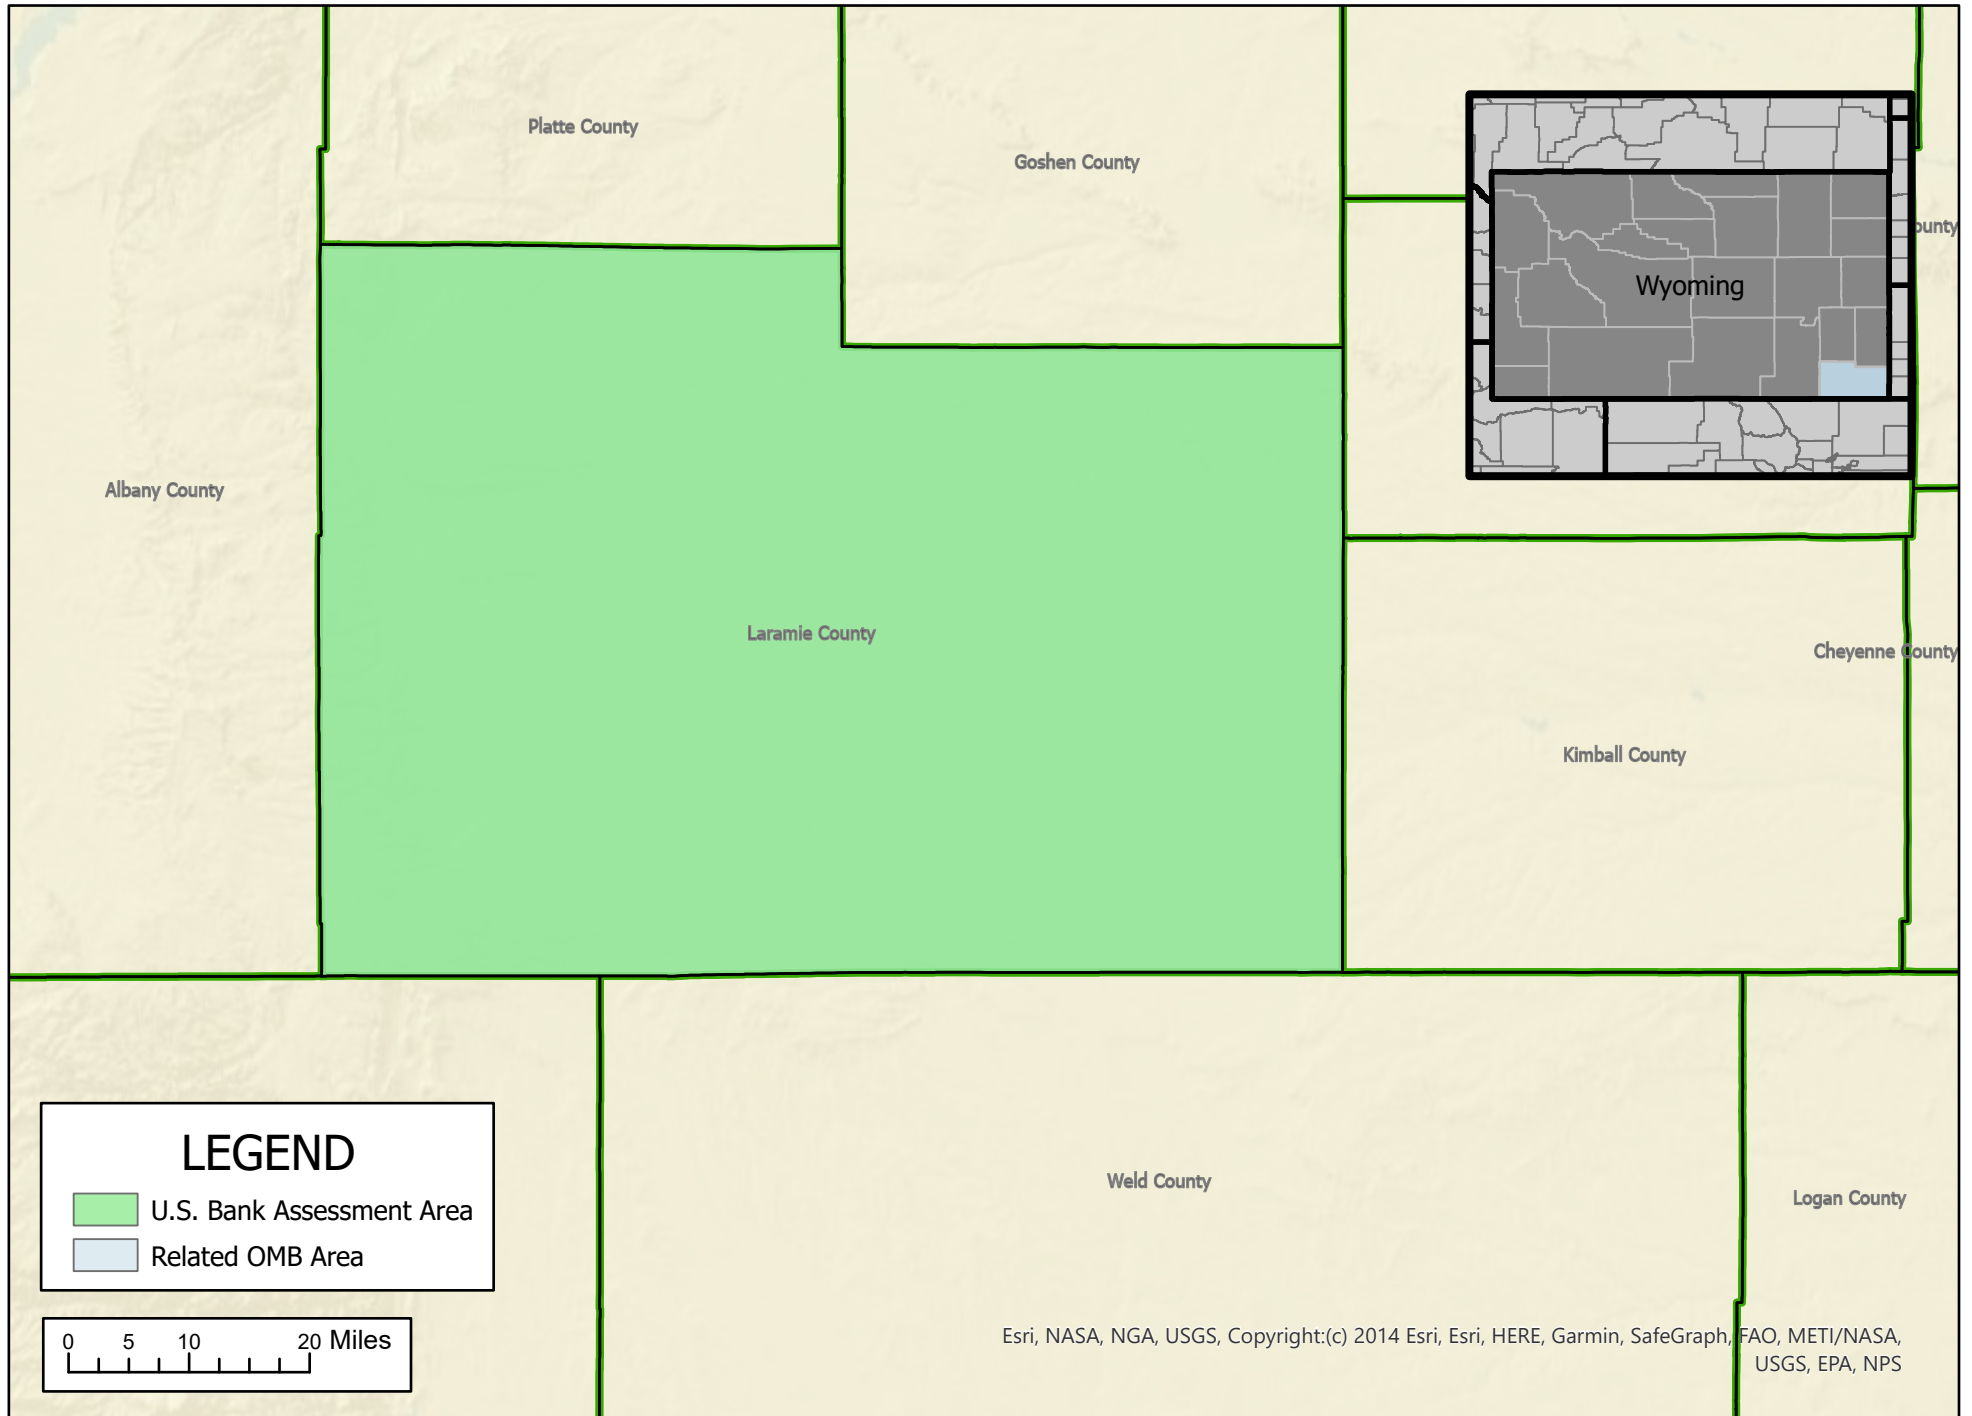 Platte County
Goshen County
ounty
Wyoming
Albany County
Laramie County
Cheyenne County
Kimball County
LEGEND
U.S. Bank Assessment Area
Related OMB Area
Weld County
Logan County
0 5 10 20 Miles
Esri, NASA, NGA, USGS, Copyright:(c) 2014 Esri, Esri, HERE, Garmin, SafeGraph, FAO, METI/NASA,
USGS, EPA, NPS